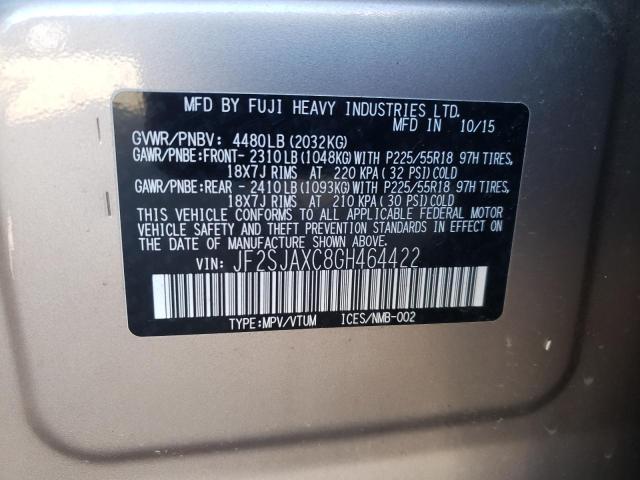 MFD BY FUJI HEAVY INDUSTRIES LTD.
MFD IN 10/15
GVWR/PNBV: 4480LB (2032KG)
GAWR/PNBE:FRONT- 2310LB (1048KG) WITH P225/55R18 97H TIRES,
18X7J RIMS AT 220 KPA ( 32 PSI) COLD
GAWR/PNBE:REAR - 2410LB (1093KG) WITH P225/55R18 97H TIRES,
18X7J RIMS AT 210 KPA ( 30 PSI) COLD
THIS VEHICLE CONFORMS TO ALL APPLICABLE FEDERAL MOTOR
VEHICLE SAFETY AND THEFT PREVENTION STANDARDS IN EFFECT
ON THE DATE OF MANUFACTURE SHOWN ABOVE.
VIN: JF2SJAXC8GH464422
TYPE:MPV/VTUM ICES/NMB-002